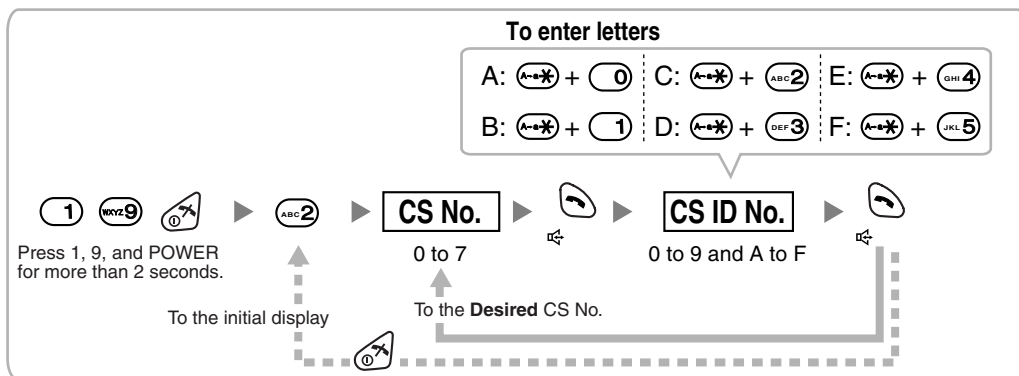 To enter letters
A: A-a✱ + 0 C: A-a✱ + ABC2 E: A-a✱ + GHI4
B: A-a✱ + 1 D: A-a✱ + DEF3 F: A-a✱ + JKL5
1 WXYZ9 ABC2 CS No. CS ID No.
Press 1, 9, and POWER
for more than 2 seconds.
0 to 7
0 to 9 and A to F
To the initial display
To the Desired CS No.